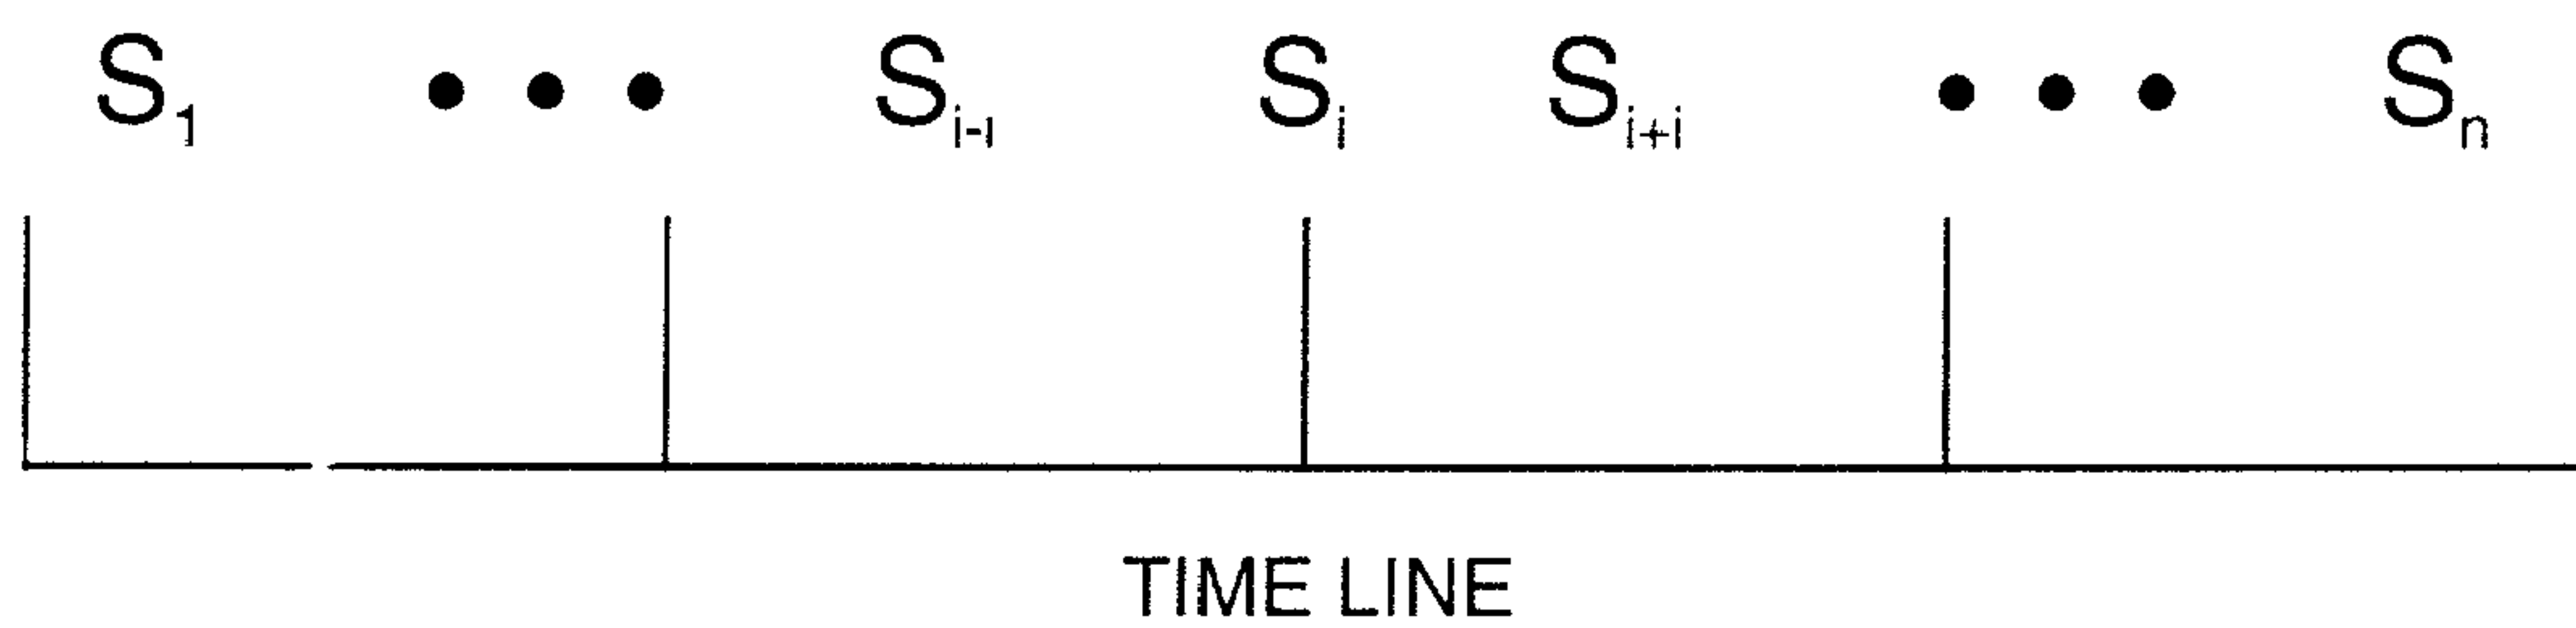 S₁ • • • Sᵢ₋₁ Sᵢ Sᵢ₊ᵢ • • • Sₙ
TIME LINE